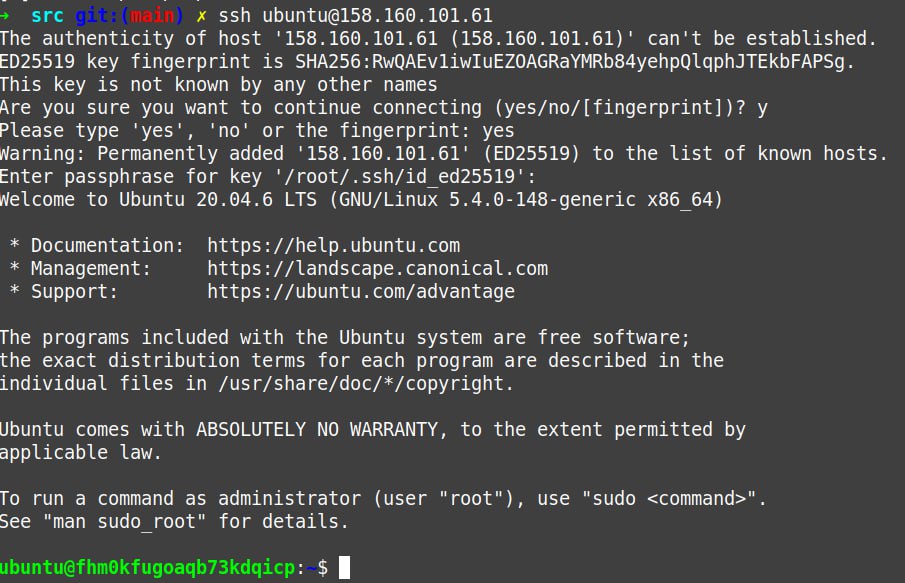 → src git:(main) ✗ ssh ubuntu@158.160.101.61
The authenticity of host '158.160.101.61 (158.160.101.61)' can't be established.
ED25519 key fingerprint is SHA256:RwQAEv1iwIuEZOAGRaYMRb84yehpQlqphJTEkbFAPSg.
This key is not known by any other names
Are you sure you want to continue connecting (yes/no/[fingerprint])? y
Please type 'yes', 'no' or the fingerprint: yes
Warning: Permanently added '158.160.101.61' (ED25519) to the list of known hosts.
Enter passphrase for key '/root/.ssh/id_ed25519':
Welcome to Ubuntu 20.04.6 LTS (GNU/Linux 5.4.0-148-generic x86_64)
* Documentation: https://help.ubuntu.com
* Management: https://landscape.canonical.com
* Support: https://ubuntu.com/advantage
The programs included with the Ubuntu system are free software;
the exact distribution terms for each program are described in the
individual files in /usr/share/doc/*/copyright.
Ubuntu comes with ABSOLUTELY NO WARRANTY, to the extent permitted by
applicable law.
To run a command as administrator (user "root"), use "sudo <command>".
See "man sudo_root" for details.
ubuntu@fhm0kfugoaqb73kdqicp:~$